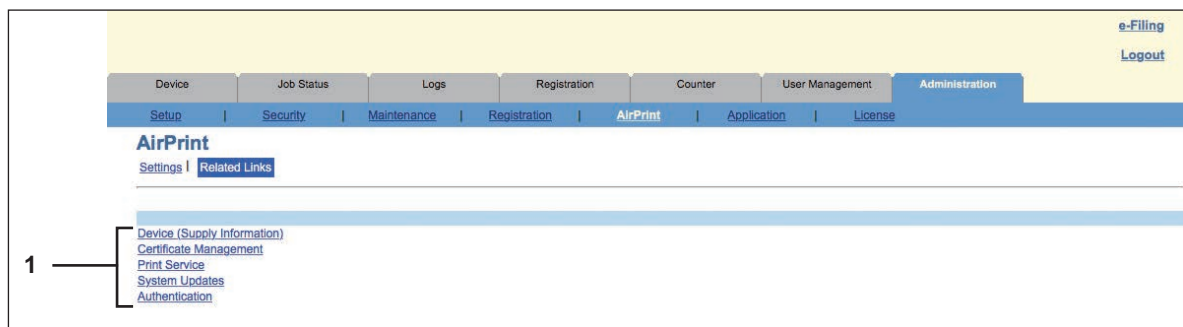 e-Filing
Logout
Device Job Status Logs Registration Counter User Management Administration
Setup | Security | Maintenance | Registration | AirPrint | Application | License
AirPrint
Settings | Related Links
Device (Supply Information)
Certificate Management
1 Print Service
System Updates
Authentication